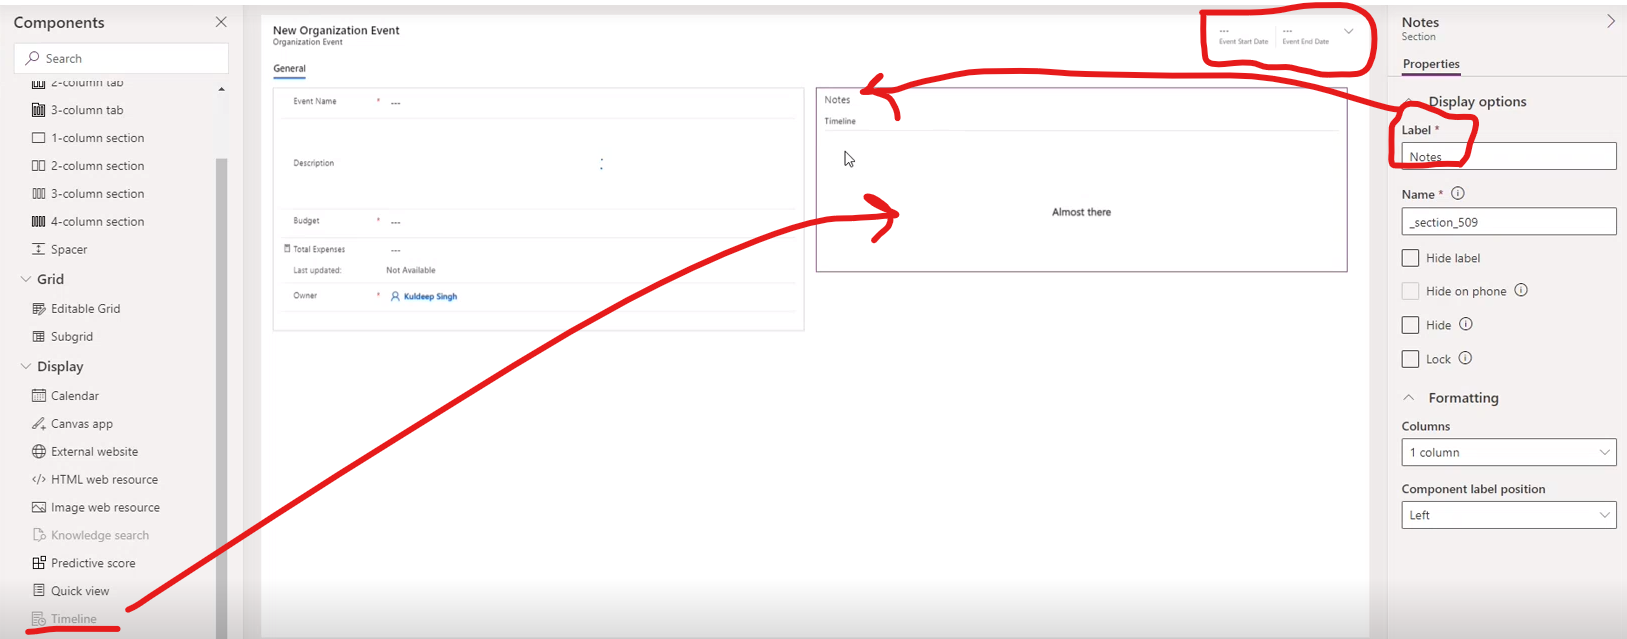 Components
Search
2-column tab
3-column tab
1-column section
2-column section
3-column section
4-column section
Spacer
Grid
Editable Grid
Subgrid
Display
Calendar
Canvas app
External website
HTML web resource
Image web resource
Knowledge search
Predictive score
Quick view
Timeline
New Organization Event
Organization Event
--- ---
Event Start Date Event End Date
General
Event Name * ---
Description
Budget * ---
Total Expenses ---
Last updated: Not Available
Owner * Kuldeep Singh
Notes
Timeline
Almost there
Notes
Section
Properties
Display options
Label *
Notes
Name *
_section_509
Hide label
Hide on phone
Hide
Lock
Formatting
Columns
1 column
Component label position
Left